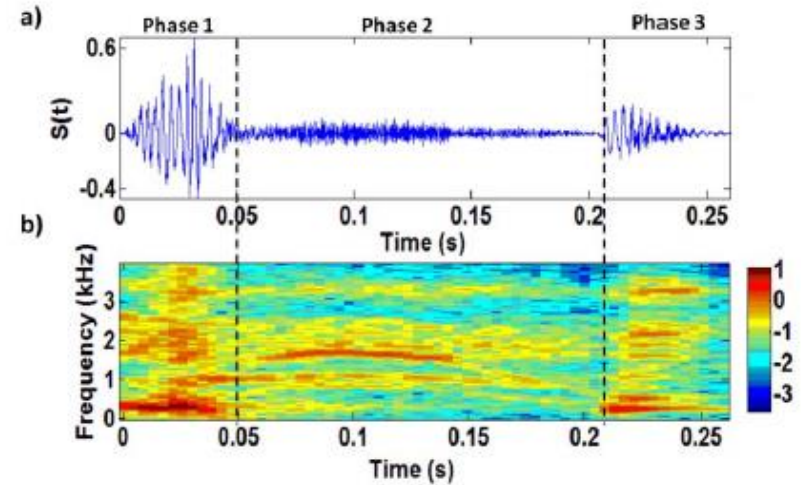 a)
Phase 1 Phase 2 Phase 3
S(t)
0.6
0
-0.4
0 0.05 0.1 0.15 0.2 0.25
Time (s)
b)
Frequency (kHz)
3
2
1
0
0 0.05 0.1 0.15 0.2 0.25
Time (s)
1
0
-1
-2
-3